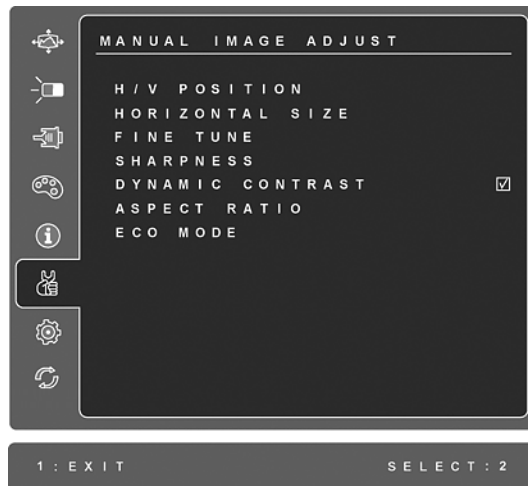 MANUAL IMAGE ADJUST
H/V POSITION
HORIZONTAL SIZE
FINE TUNE
SHARPNESS
DYNAMIC CONTRAST
ASPECT RATIO
ECO MODE
1:EXIT SELECT:2